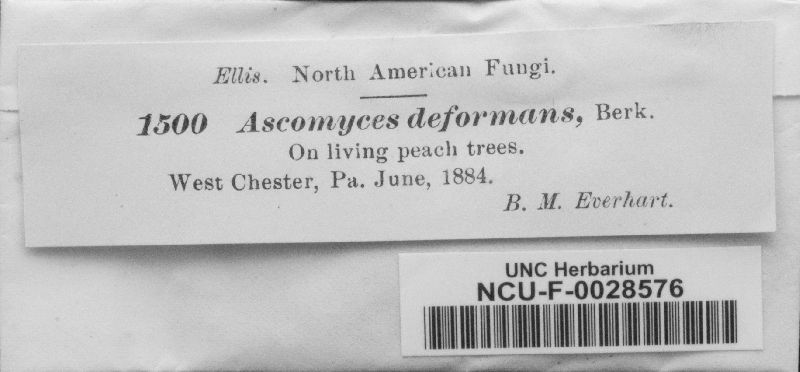 Ellis. North American Fungi.
1500 Ascomyces deformans, Berk.
On living peach trees.
West Chester, Pa. June, 1884.
B. M. Everhart.
UNC Herbarium
NCU-F-0028576